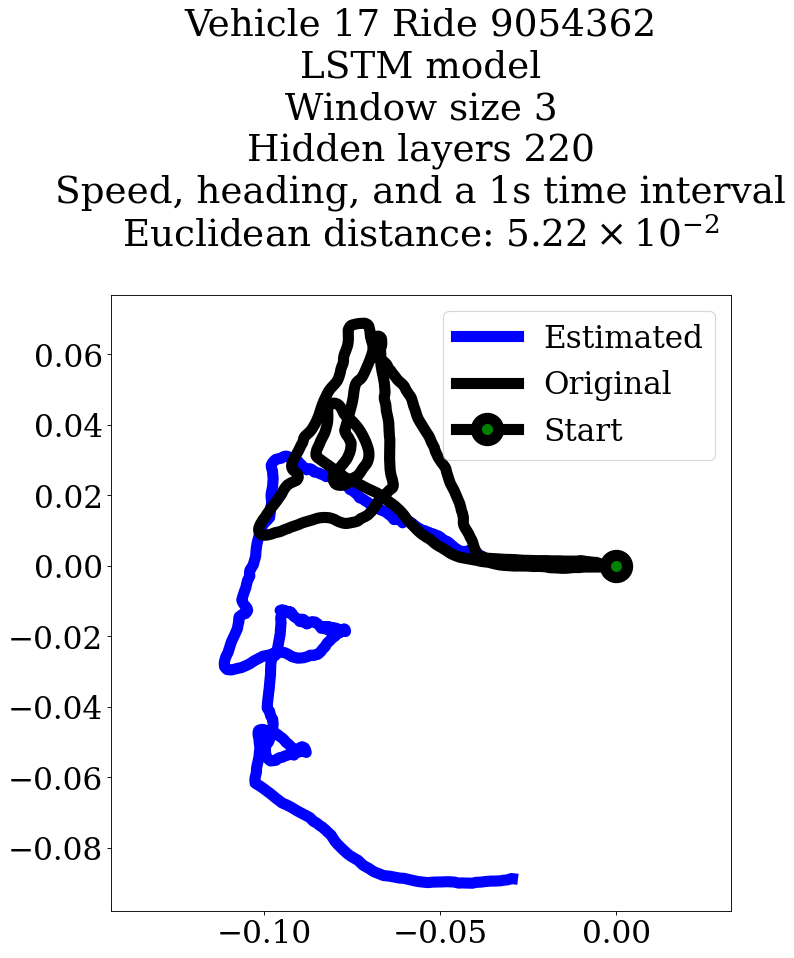 Vehicle 17 Ride 9054362
LSTM model
Window size 3
Hidden layers 220
Speed, heading, and a 1s time interval
Euclidean distance: 5.22 × 10⁻²
Estimated
Original
Start
0.06
0.04
0.02
0.00
−0.02
−0.04
−0.06
−0.08
−0.10
−0.05
0.00